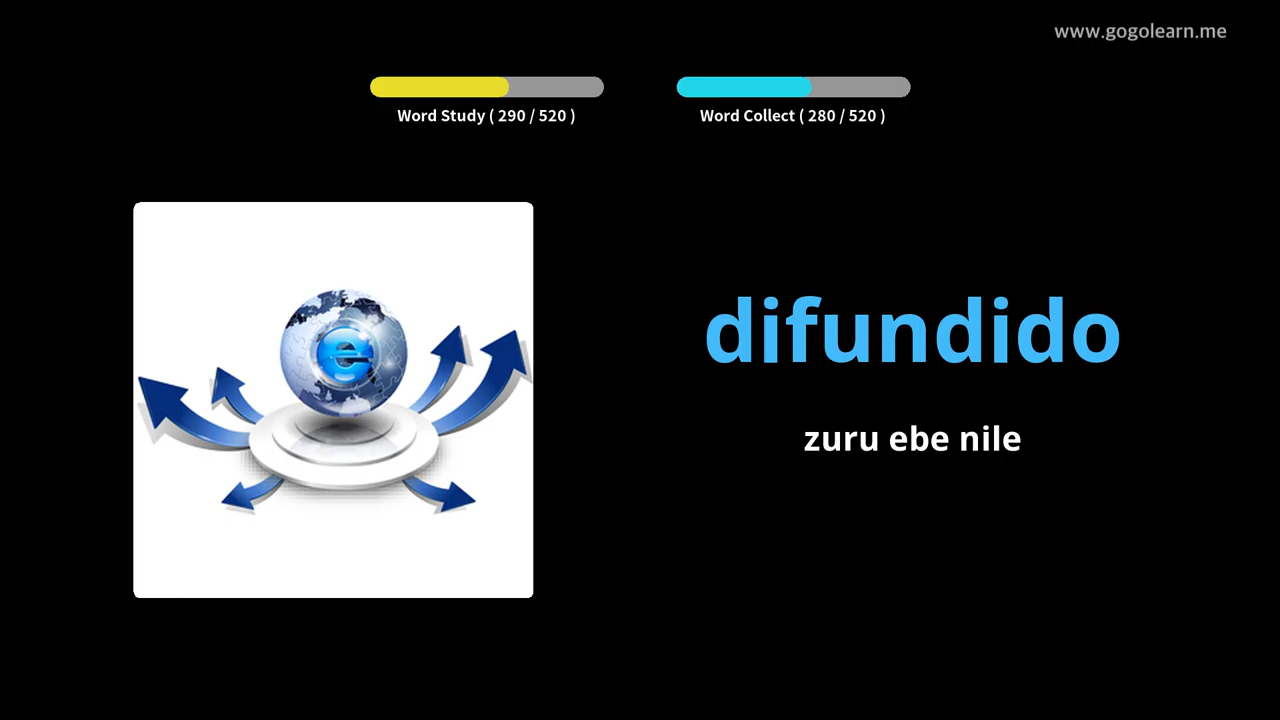 www.gogolearn.me
Word Study ( 290 / 520 )
Word Collect ( 280 / 520 )
e
difundido
zuru ebe nile